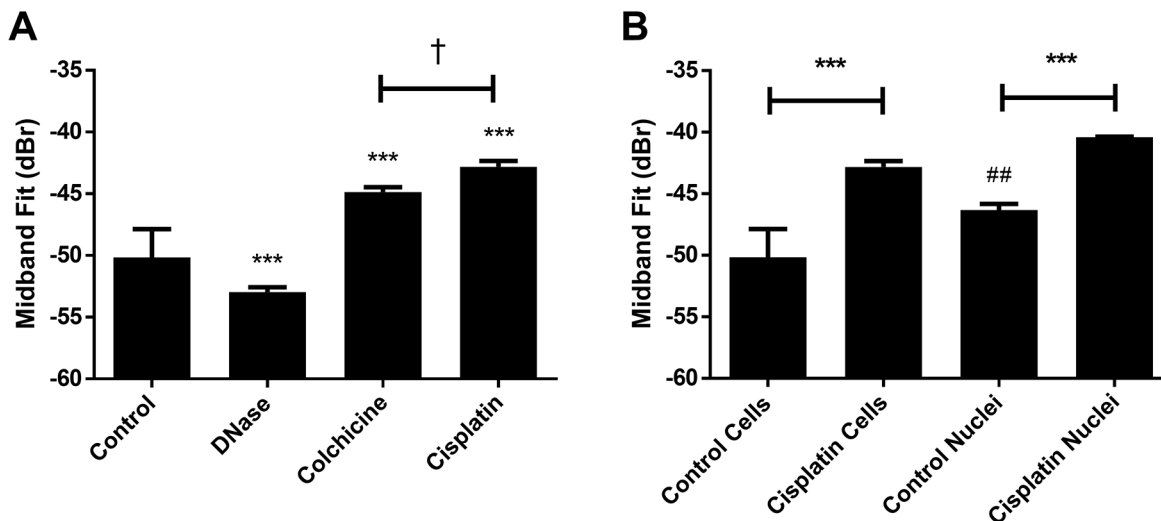 A
B
†
-35
-40
-45
-50
-55
-60
Midband Fit (dBr)
***
***
***
Control
DNase
Colchicine
Cisplatin
-35
-40
-45
-50
-55
-60
Midband Fit (dBr)
***
***
##
Control Cells
Cisplatin Cells
Control Nuclei
Cisplatin Nuclei